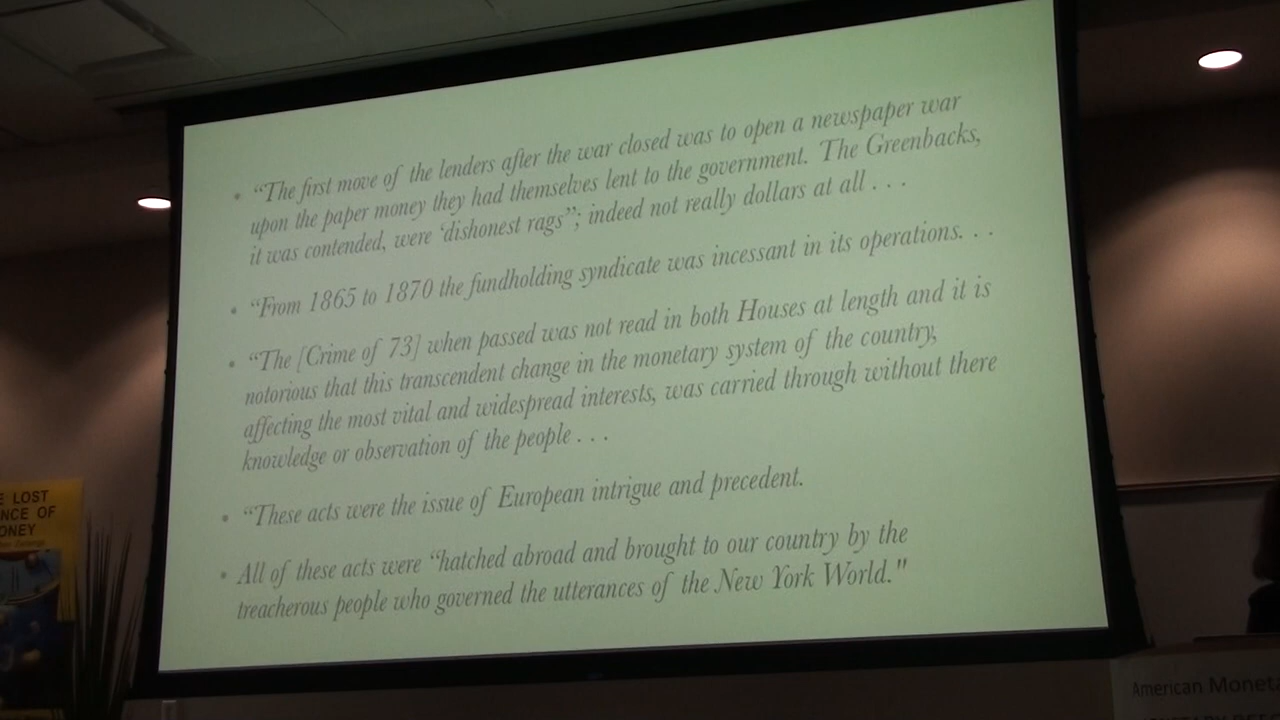 • “The first move of the lenders after the war closed was to open a newspaper war
upon the paper money they had themselves lent to the government. The Greenbacks,
it was contended, were ‘dishonest rags”; indeed not really dollars at all . . .
• “From 1865 to 1870 the fundholding syndicate was incessant in its operations. . .
• “The [Crime of 73] when passed was not read in both Houses at length and it is
notorious that this transcendent change in the monetary system of the country,
affecting the most vital and widespread interests, was carried through without there
knowledge or observation of the people . . .
• “These acts were the issue of European intrigue and precedent.
• All of these acts were “hatched abroad and brought to our country by the
treacherous people who governed the utterances of the New York World."
E LOST
NCE OF
ONEY
American Moneta